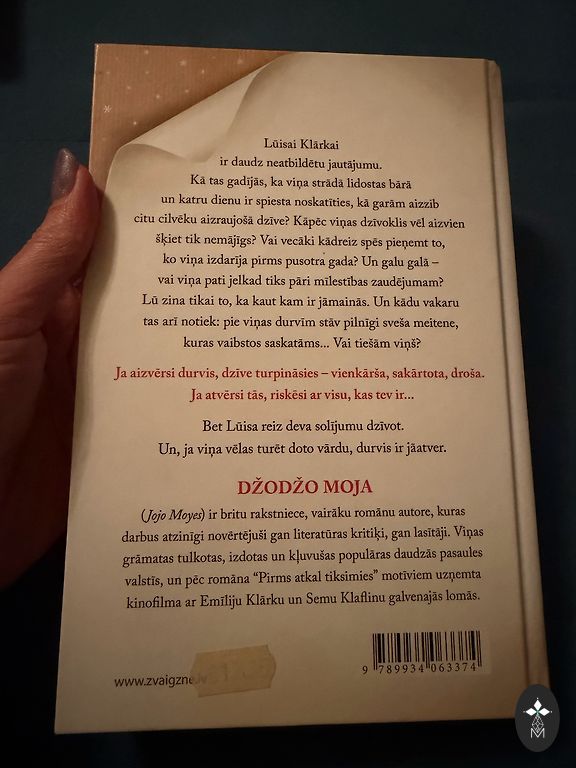 Lūisai Klārkai
ir daudz neatbildētu jautājumu.
Kā tas gadījās, ka viņa strādā lidostas bārā
un katru dienu ir spiesta noskatīties, kā garām aizzib
citu cilvēku aizraujošā dzīve? Kāpēc viņas dzīvoklis vēl aizvien
šķiet tik nemājīgs? Vai vecāki kādreiz spēs pieņemt to,
ko viņa izdarīja pirms pusotra gada? Un galu galā –
vai viņa pati jelkad tiks pāri mīlestības zaudējumam?
Lū zina tikai to, ka kaut kam ir jāmainās. Un kādu vakaru
tas arī notiek: pie viņas durvīm stāv pilnīgi sveša meitene,
kuras vaibstos saskatāms... Vai tiešām viņš?
Ja aizvērsi durvis, dzīve turpināsies – vienkārša, sakārtota, droša.
Ja atvērsi tās, riskēsi ar visu, kas tev ir...
Bet Lūisa reiz deva solījumu dzīvot.
Un, ja viņa vēlas turēt doto vārdu, durvis ir jāatver.
DŽODŽO MOJA
(Jojo Moyes) ir britu rakstniece, vairāku romānu autore, kuras
darbus atzinīgi novērtējuši gan literatūras kritiķi, gan lasītāji. Viņas
grāmatas tulkotas, izdotas un kļuvušas populāras daudzās pasaules
valstīs, un pēc romāna “Pirms atkal tiksimies” motīviem uzņemta
kinofilma ar Emīliju Klārku un Semu Klaflinu galvenajās lomās.
9 789934 063374